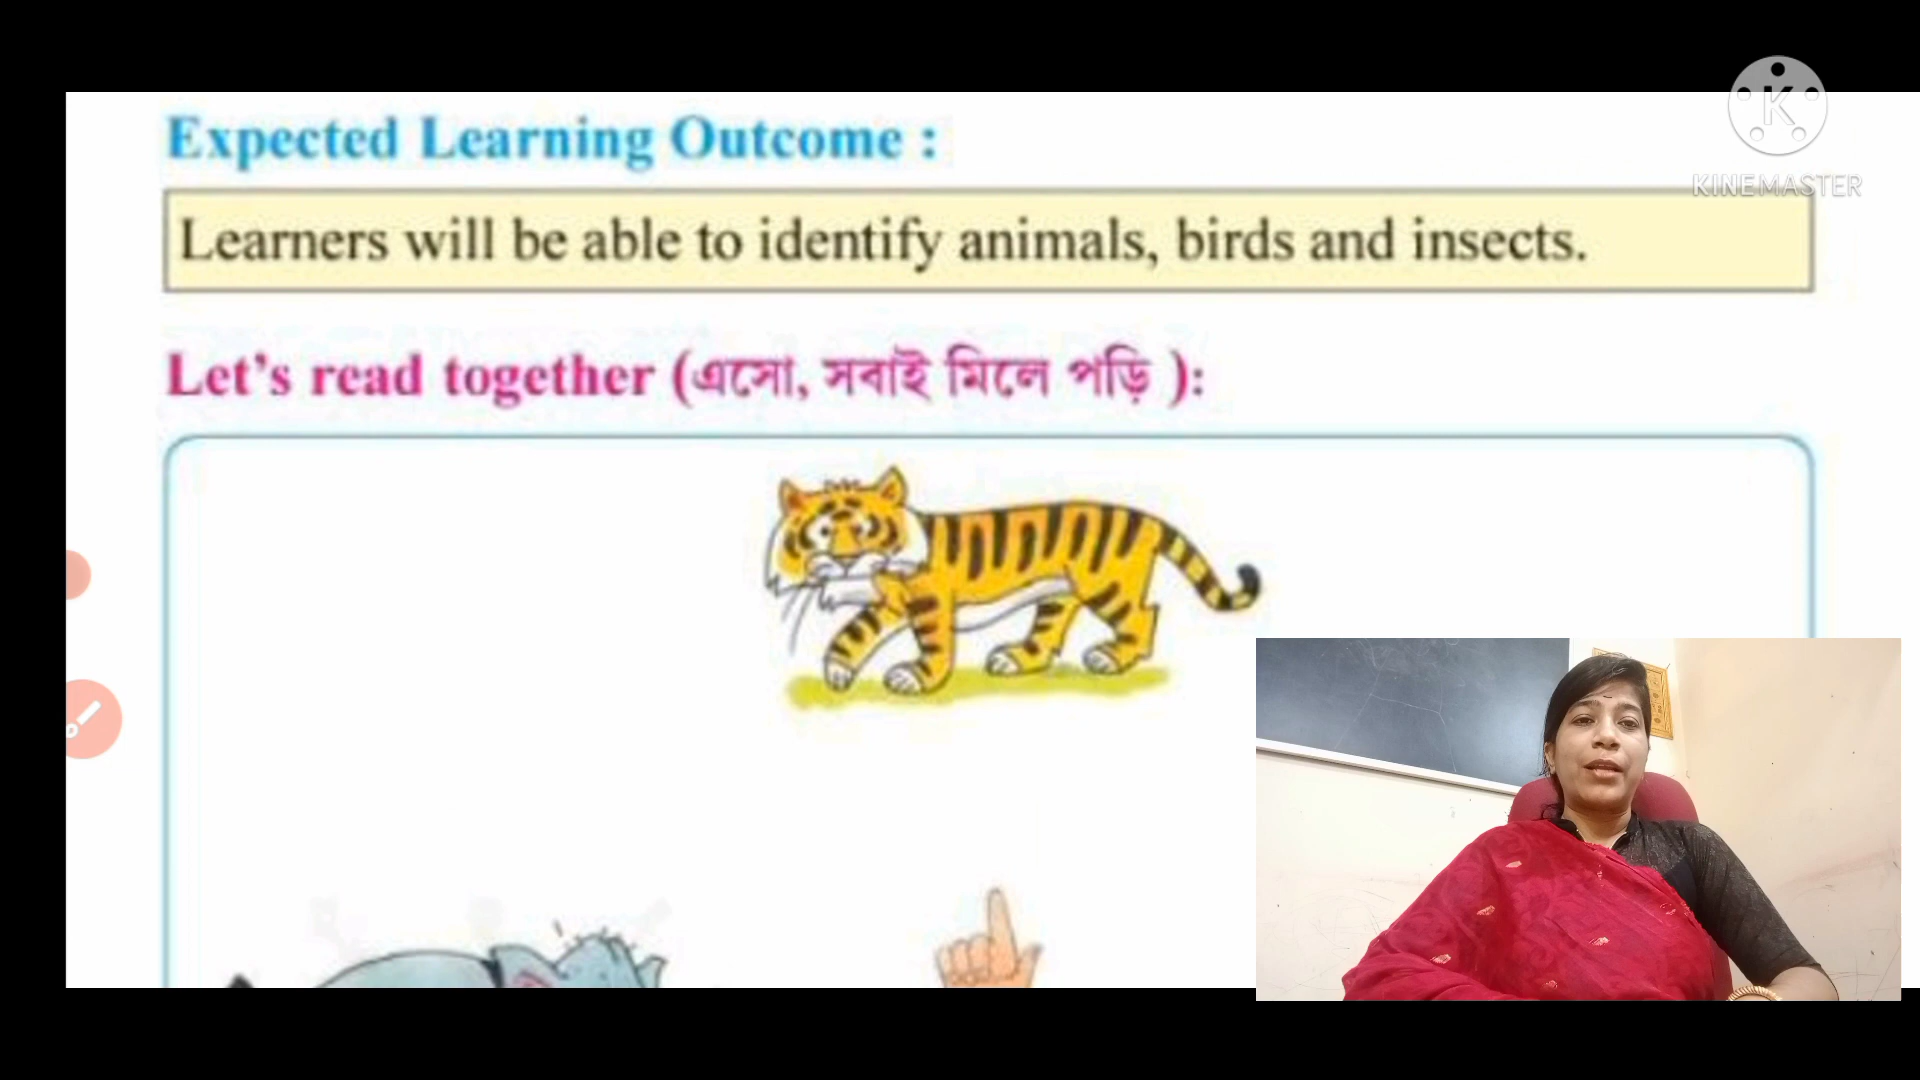 K
KINEMASTER
Expected Learning Outcome :
Learners will be able to identify animals, birds and insects.
Let's read together (এসো, সবাই মিলে পড়ি ):